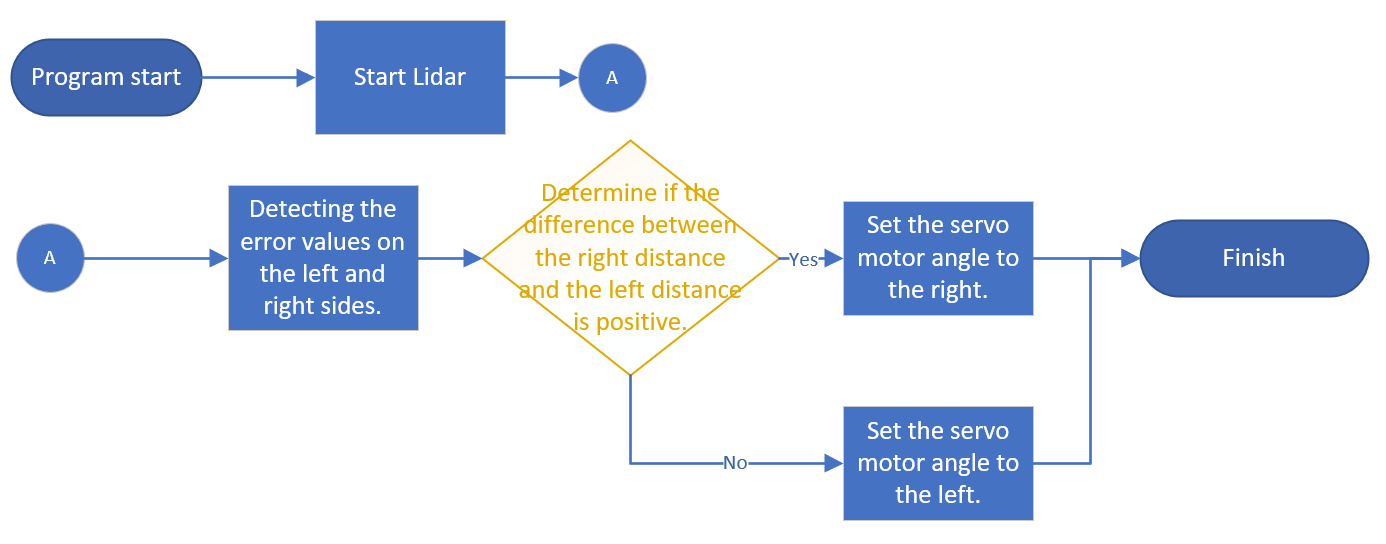 Program start
Start Lidar
A
A
Detecting the
error values on
the left and
right sides.
Determine if the
difference between
the right distance
and the left distance
is positive.
Yes
Set the servo
motor angle to
the right.
Finish
No
Set the servo
motor angle to
the left.